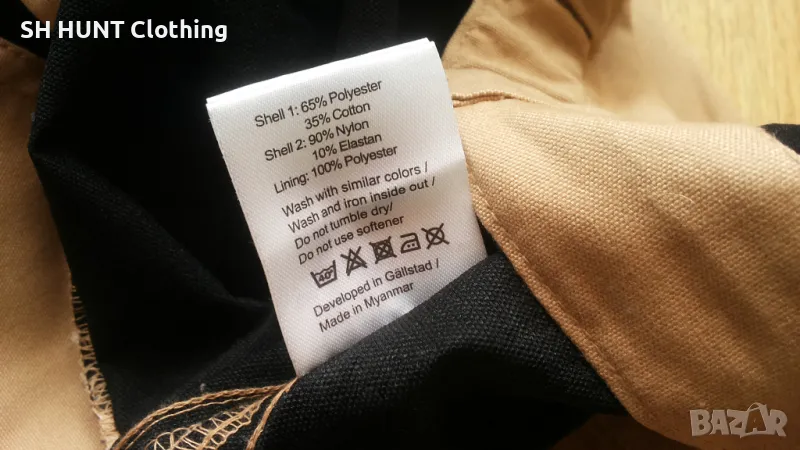 SH HUNT Clothing
Shell 1: 65% Polyester
35% Cotton
Shell 2: 90% Nylon
10% Elastan
Lining: 100% Polyester
Wash with similar colors /
Wash and iron inside out /
Do not tumble dry/
Do not use softener
40°
Developed in Gällstad /
Made in Myanmar
BAZAR